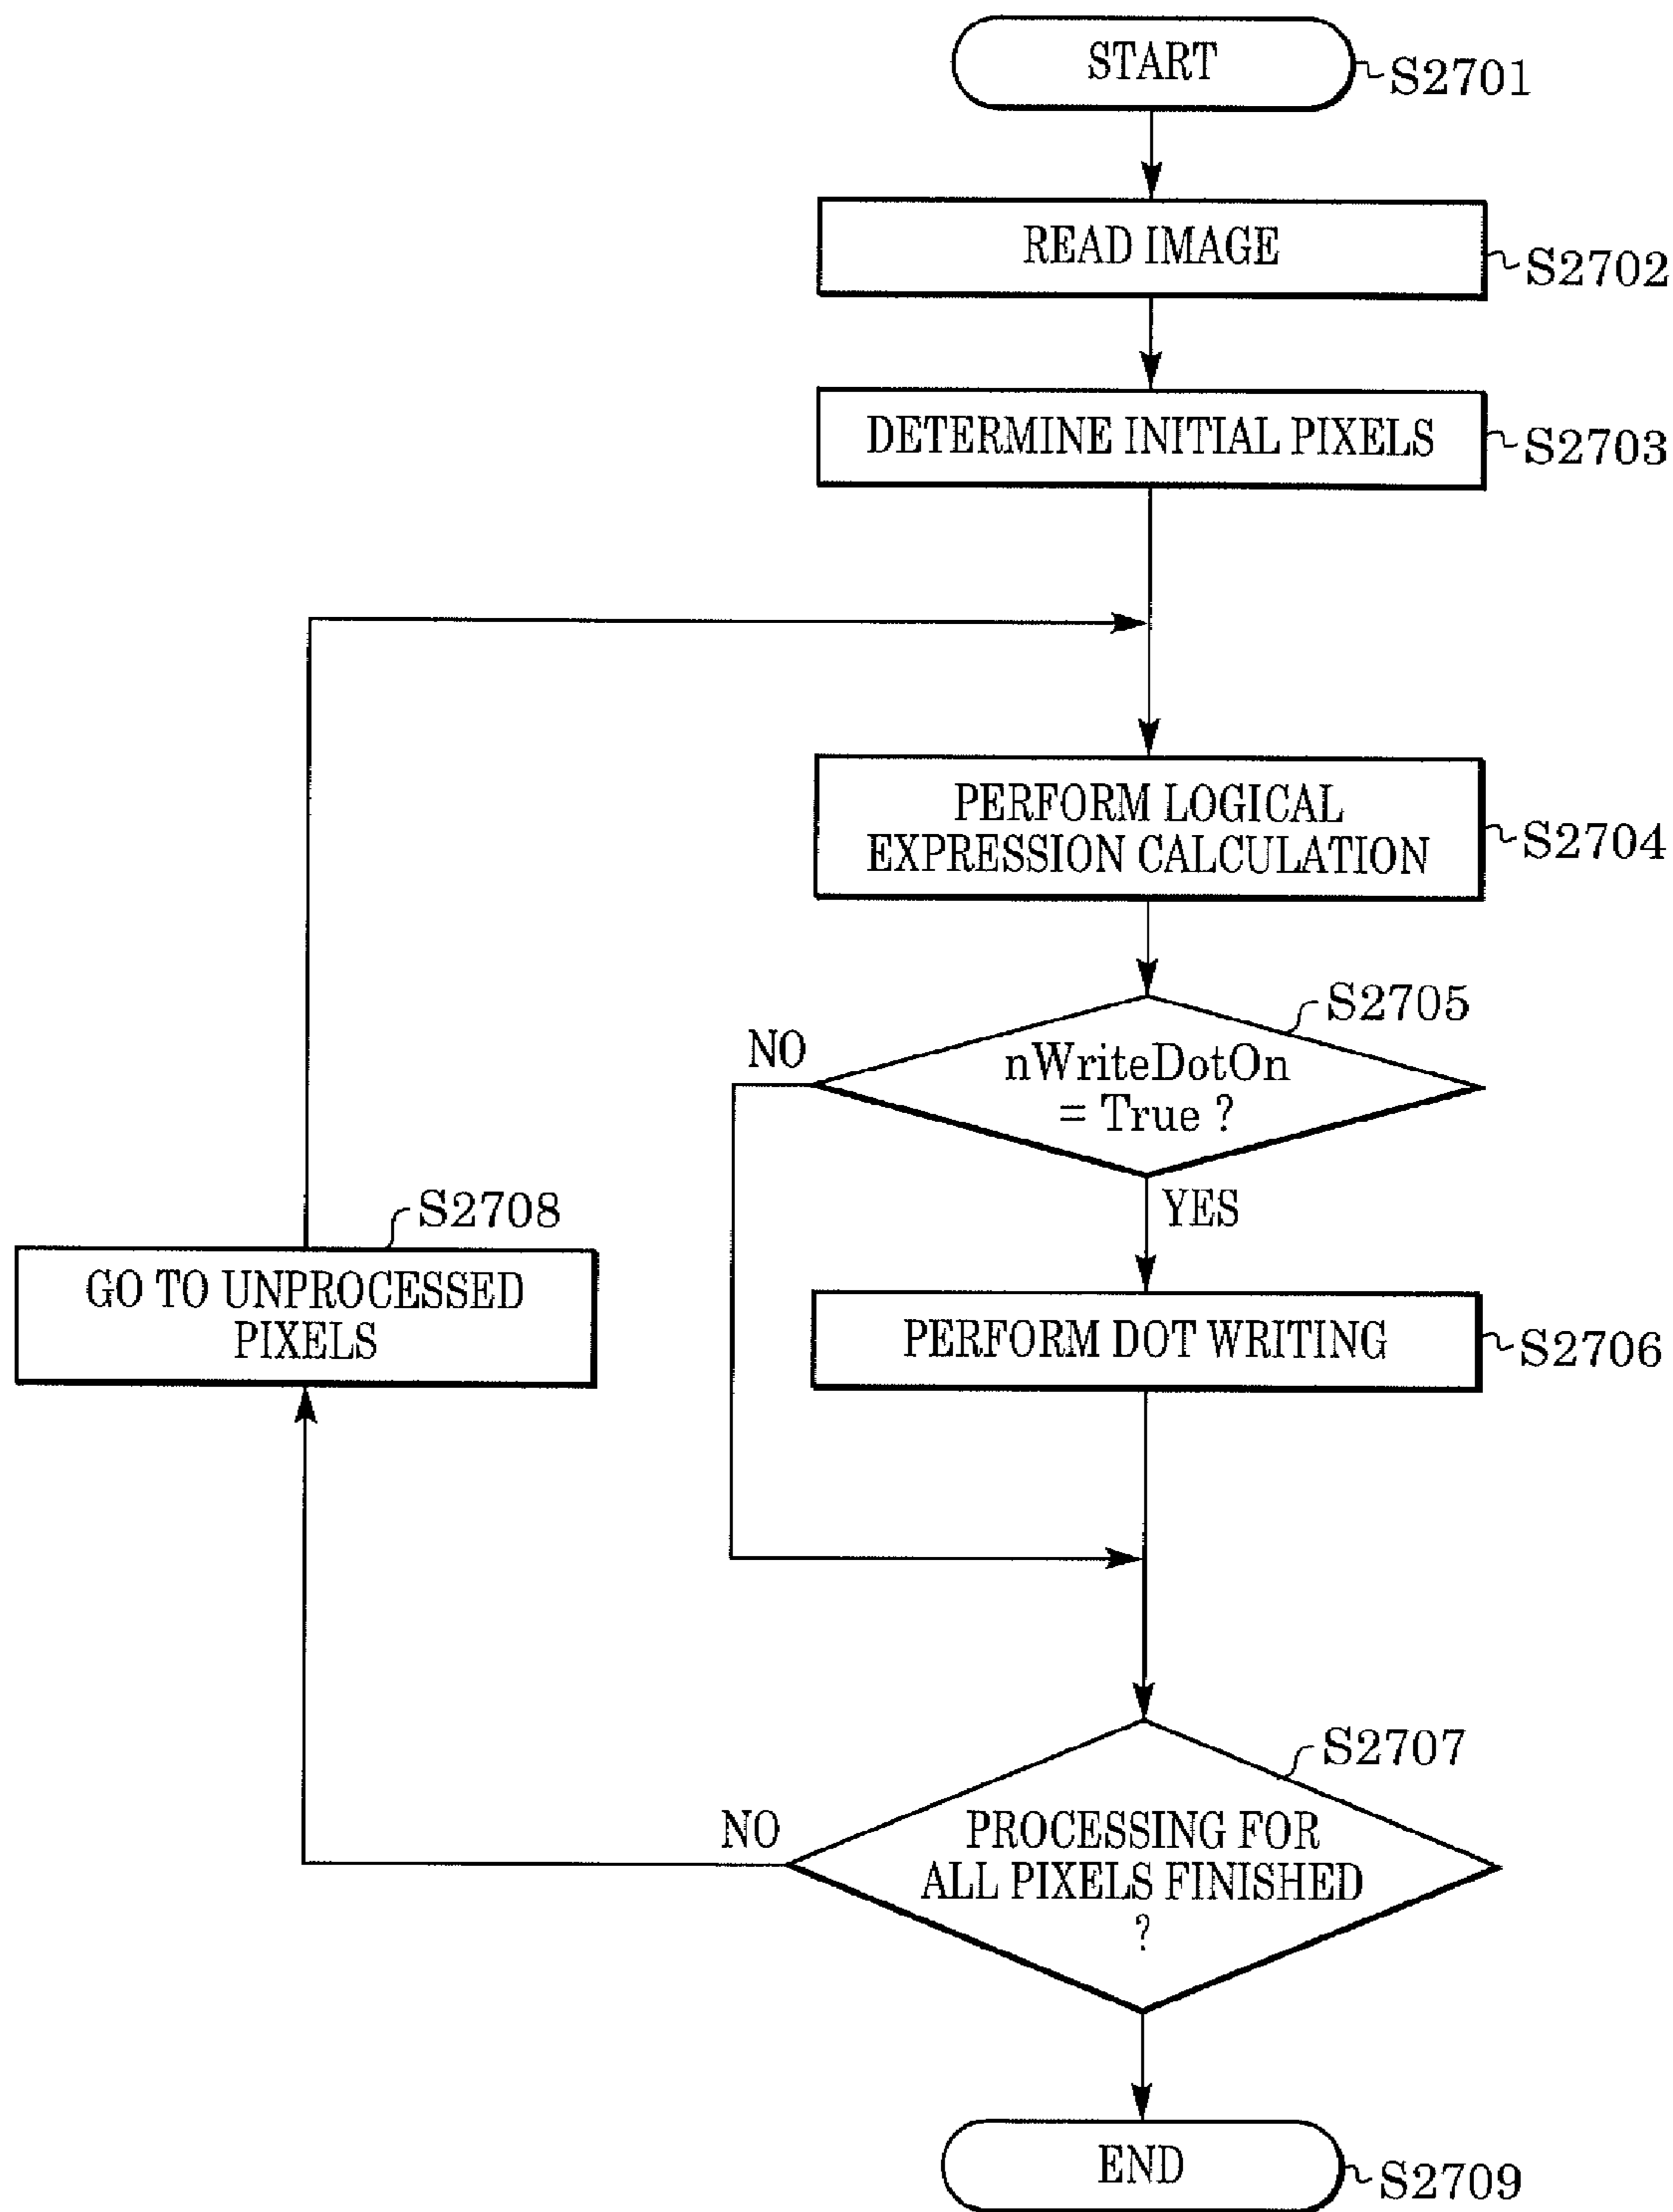 START
S2701
READ IMAGE
S2702
DETERMINE INITIAL PIXELS
S2703
PERFORM LOGICAL
EXPRESSION CALCULATION
S2704
S2705
NO
nWriteDotOn
= True ?
YES
S2708
GO TO UNPROCESSED
PIXELS
PERFORM DOT WRITING
S2706
S2707
NO
PROCESSING FOR
ALL PIXELS FINISHED
?
END
S2709